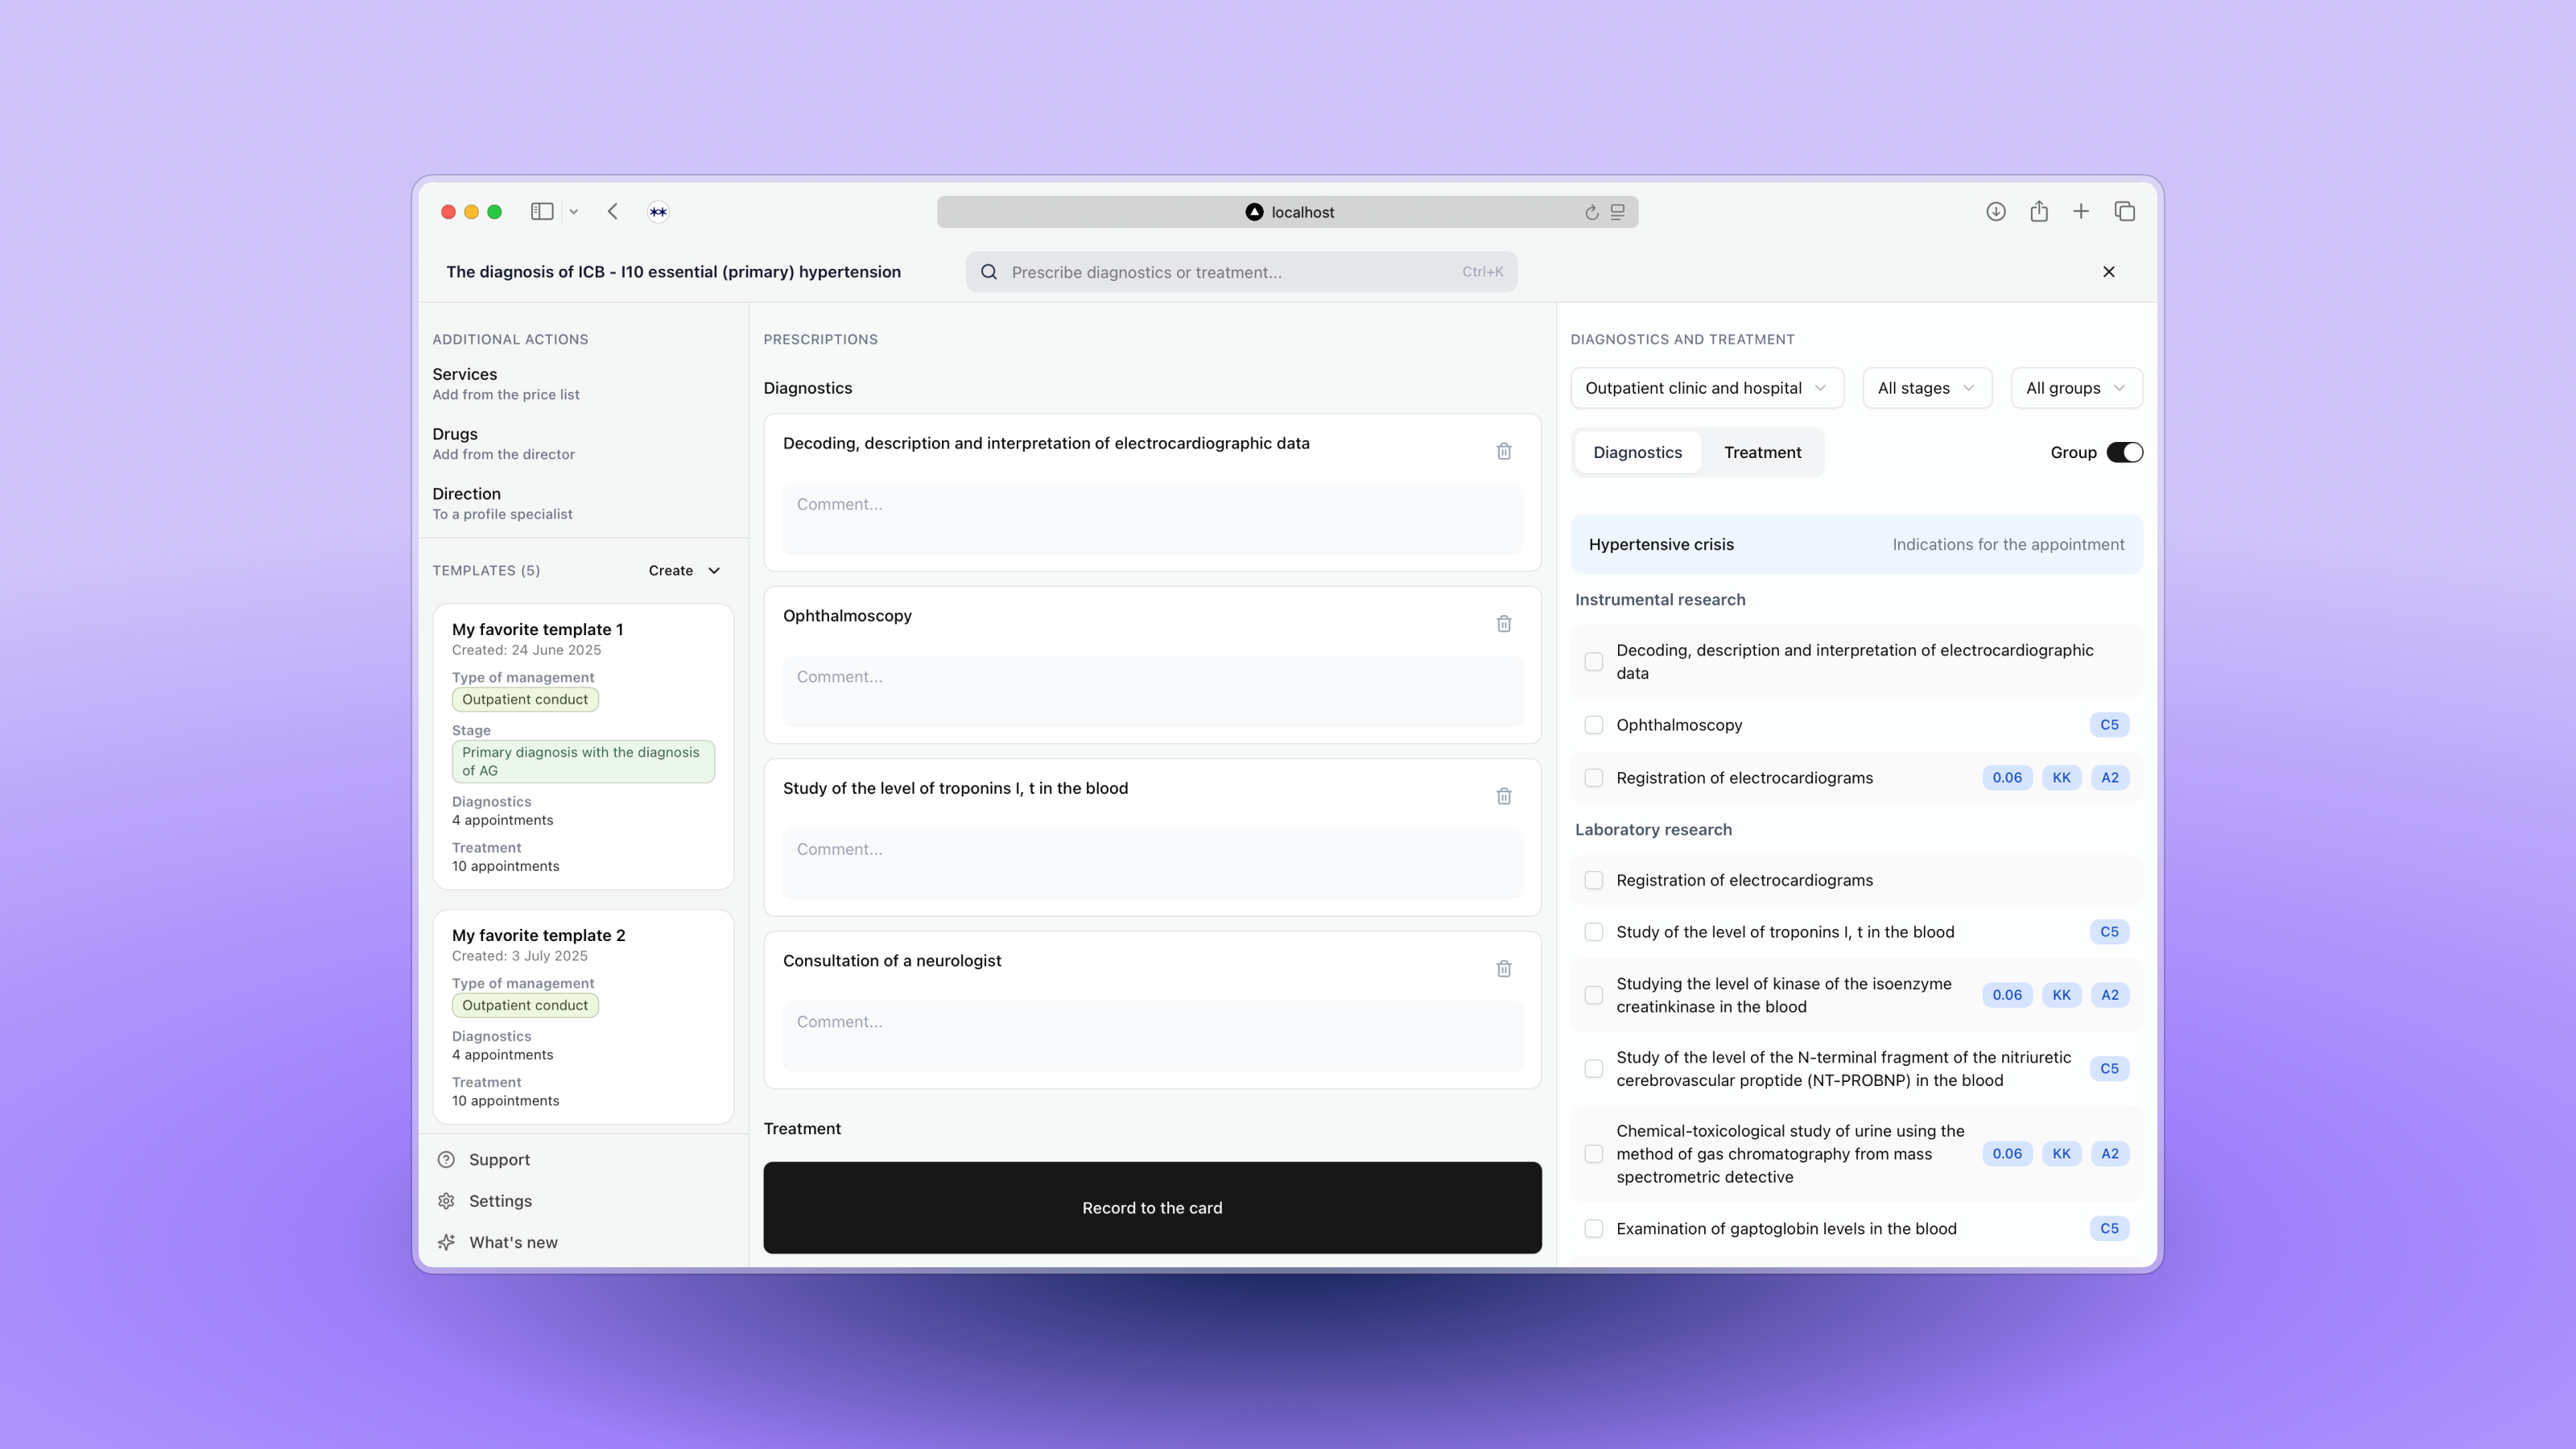 localhost
The diagnosis of ICB - I10 essential (primary) hypertension
Prescribe diagnostics or treatment...
Ctrl+K
ADDITIONAL ACTIONS
Services
Add from the price list
Drugs
Add from the director
Direction
To a profile specialist
TEMPLATES (5)
Create
My favorite template 1
Created: 24 June 2025
Type of management
Outpatient conduct
Stage
Primary diagnosis with the diagnosis
of AG
Diagnostics
4 appointments
Treatment
10 appointments
My favorite template 2
Created: 3 July 2025
Type of management
Outpatient conduct
Diagnostics
4 appointments
Treatment
10 appointments
Support
Settings
What's new
PRESCRIPTIONS
Diagnostics
Decoding, description and interpretation of electrocardiographic data
Comment...
Ophthalmoscopy
Comment...
Study of the level of troponins I, t in the blood
Comment...
Consultation of a neurologist
Comment...
Treatment
Record to the card
DIAGNOSTICS AND TREATMENT
Outpatient clinic and hospital
All stages
All groups
Diagnostics
Treatment
Group
Hypertensive crisis
Indications for the appointment
Instrumental research
Decoding, description and interpretation of electrocardiographic
data
Ophthalmoscopy
C5
Registration of electrocardiograms
0.06
KK
A2
Laboratory research
Registration of electrocardiograms
Study of the level of troponins I, t in the blood
C5
Studying the level of kinase of the isoenzyme
creatinkinase in the blood
0.06
KK
A2
Study of the level of the N-terminal fragment of the nitriuretic
cerebrovascular proptide (NT-PROBNP) in the blood
C5
Chemical-toxicological study of urine using the
method of gas chromatography from mass
spectrometric detective
0.06
KK
A2
Examination of gaptoglobin levels in the blood
C5